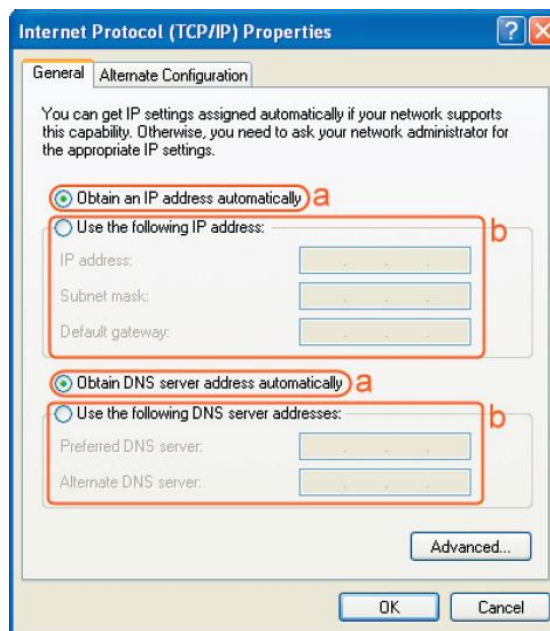 Internet Protocol (TCP/IP) Properties
General
Alternate Configuration
You can get IP settings assigned automatically if your network supports
this capability. Otherwise, you need to ask your network administrator for
the appropriate IP settings.
Obtain an IP address automatically a
Use the following IP address: b
IP address:
Subnet mask:
Default gateway:
Obtain DNS server address automatically a
Use the following DNS server addresses: b
Preferred DNS server:
Alternate DNS server:
Advanced...
OK
Cancel